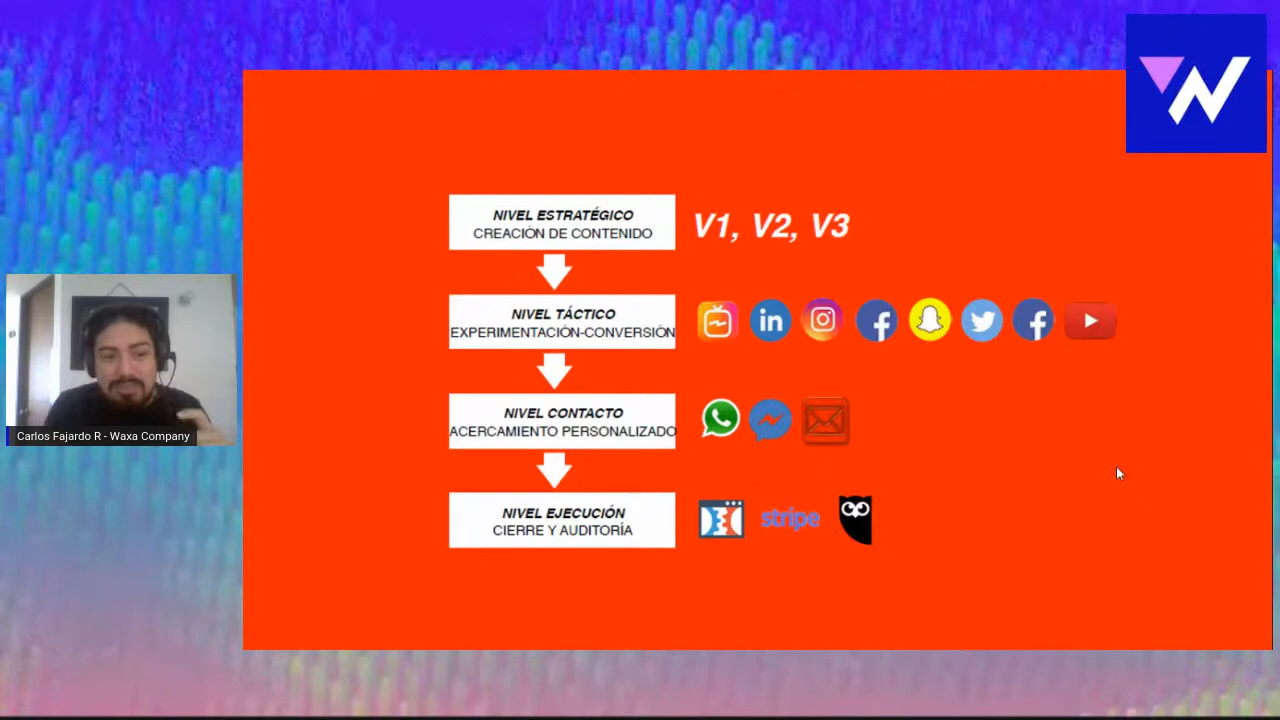 NIVEL ESTRATÉGICO
CREACIÓN DE CONTENIDO
V1, V2, V3
NIVEL TÁCTICO
EXPERIMENTACIÓN-CONVERSIÓN
in
NIVEL CONTACTO
ACERCAMIENTO PERSONALIZADO
NIVEL EJECUCIÓN
CIERRE Y AUDITORÍA
stripe
Carlos Fajardo R - Waxa Company